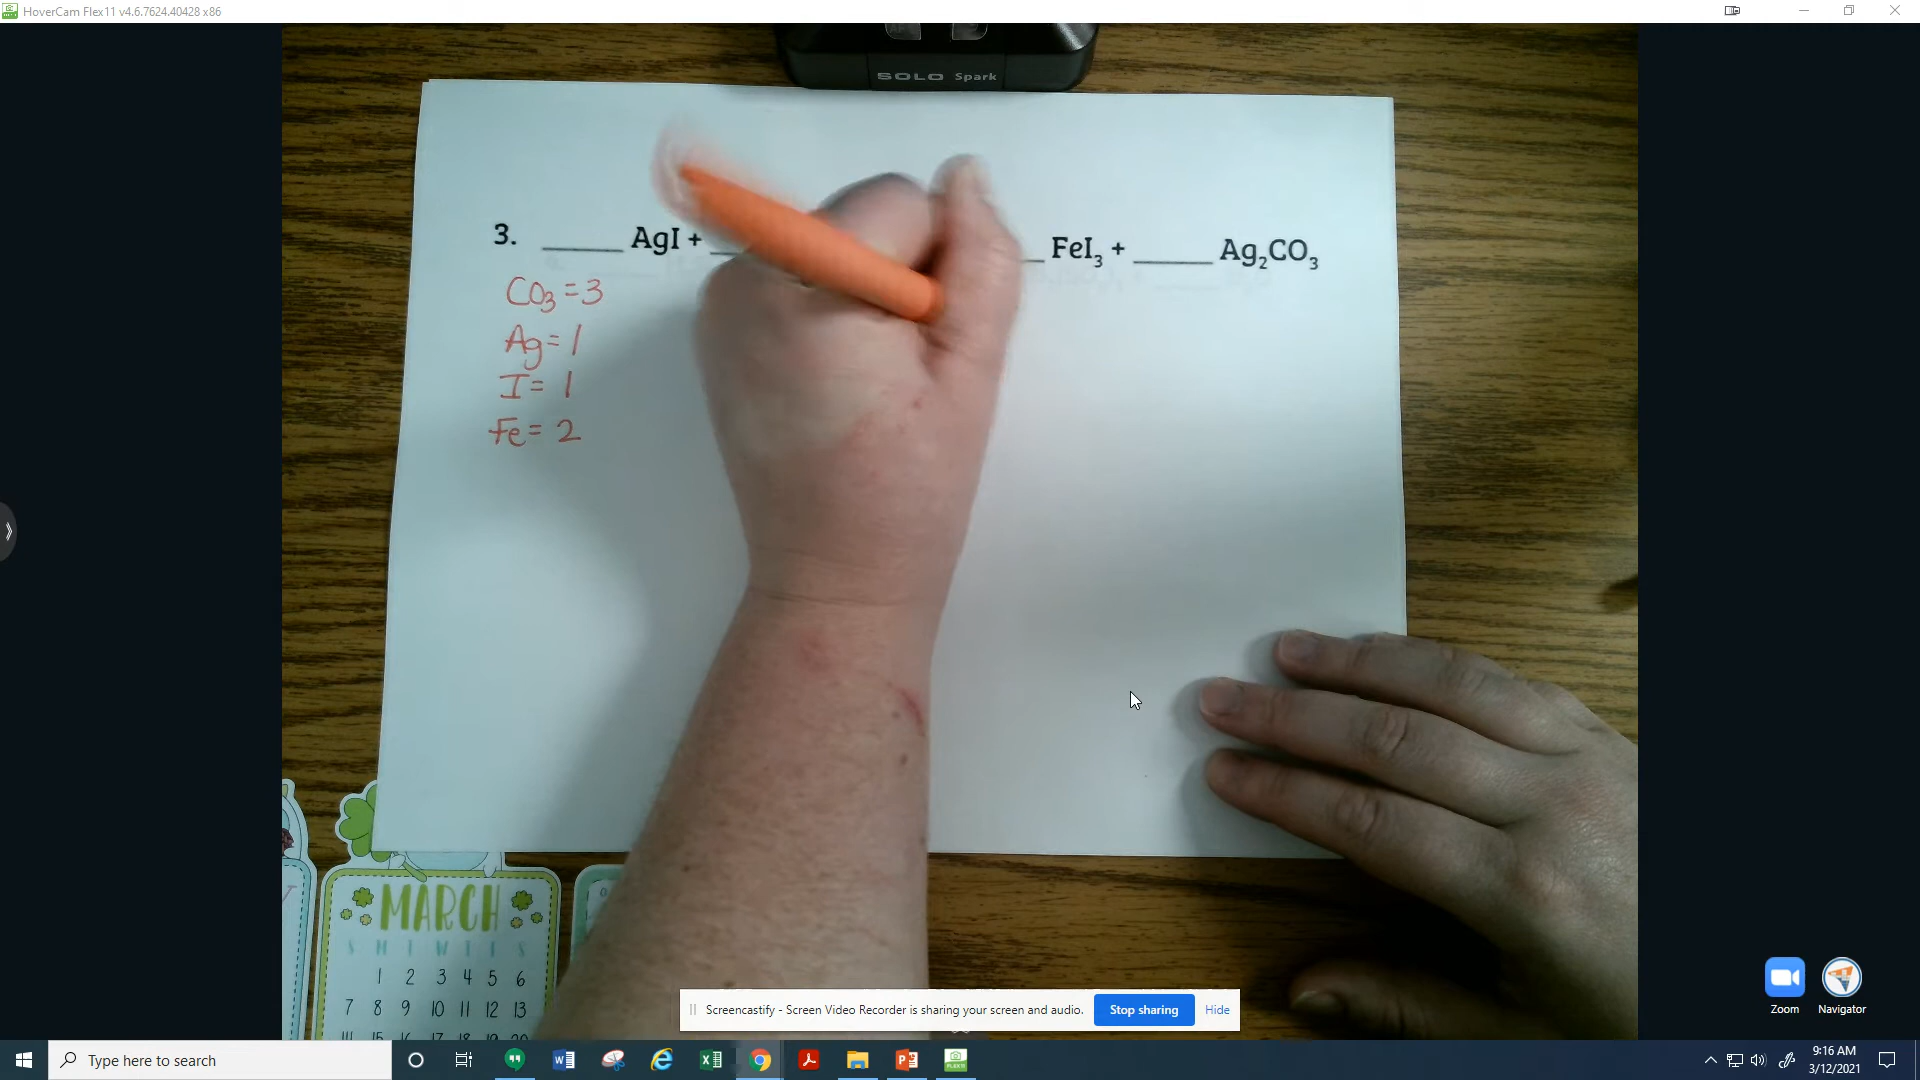 HoverCam Flex11 v4.6.7624.40428 x86
SOLO Spark
3. _____ AgI + __ _ FeI₃ + _____ Ag₂CO₃
CO₃ = 3
Ag = 1
I = 1
Fe = 2
MARCH
S M T W T F S
1 2 3 4 5 6
7 8 9 10 11 12 13
Screencastify - Screen Video Recorder is sharing your screen and audio. Stop sharing Hide
Zoom Navigator
Type here to search
9:16 AM
3/12/2021